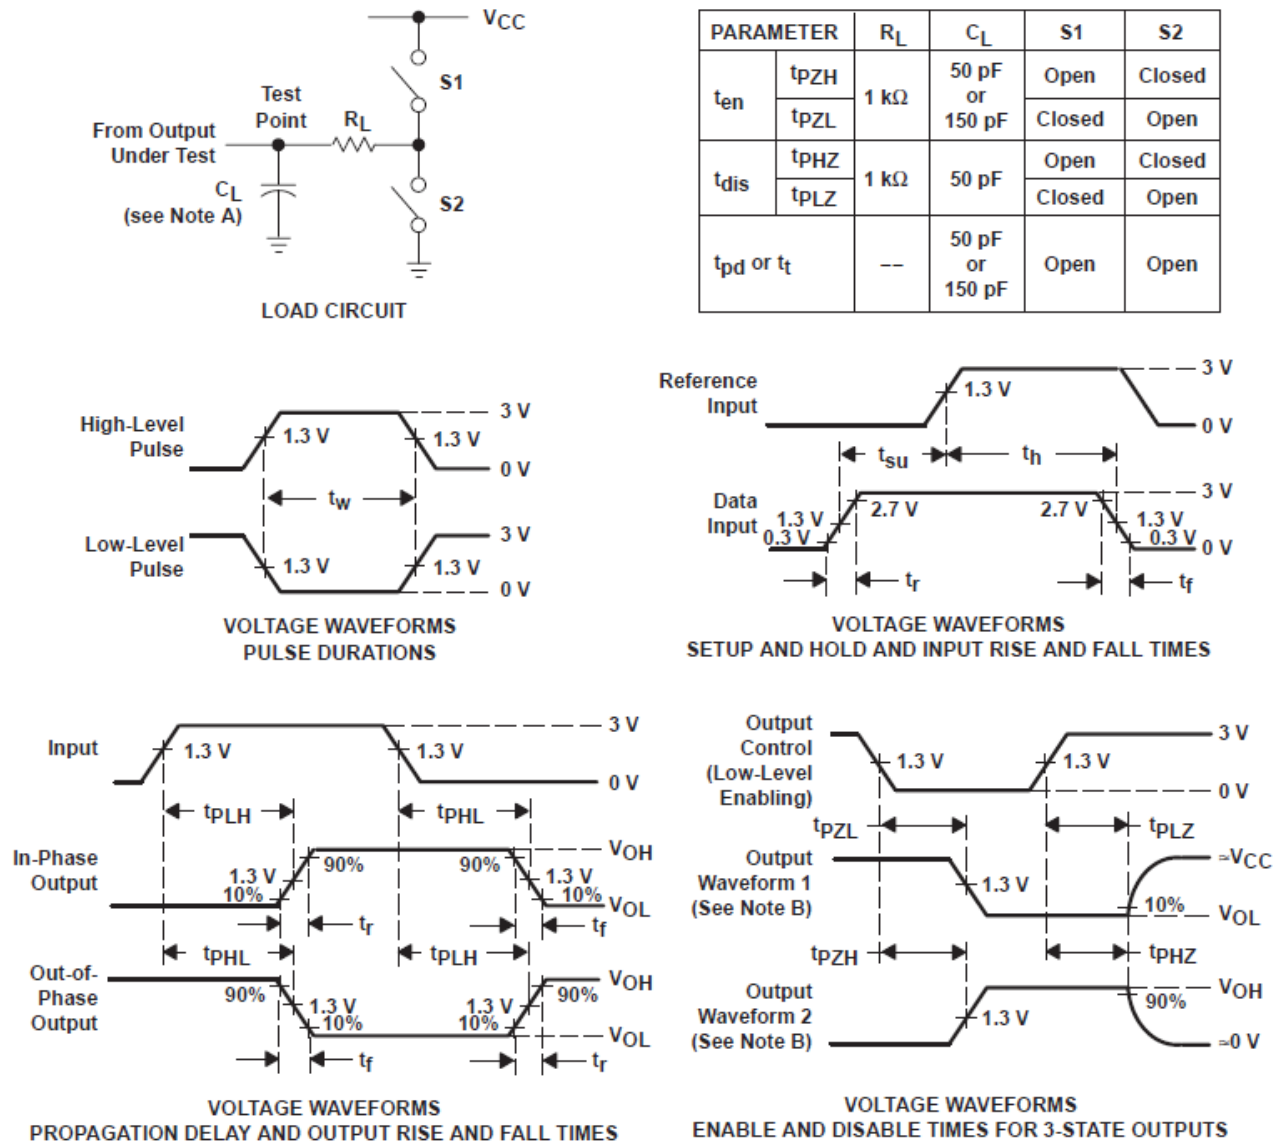 VCC
S1
Test
Point
RL
From Output
Under Test
CL
(see Note A)
S2
LOAD CIRCUIT
PARAMETER RL CL S1 S2
ten tPZH 1 kΩ 50 pF or 150 pF Open Closed
tPZL Closed Open
tdis tPHZ 1 kΩ 50 pF Open Closed
tPLZ Closed Open
tpd or tt −− 50 pF or 150 pF Open Open
High-Level
Pulse
1.3 V
1.3 V
3 V
0 V
tw
Low-Level
Pulse
1.3 V
1.3 V
3 V
0 V
VOLTAGE WAVEFORMS
PULSE DURATIONS
Reference
Input
1.3 V
3 V
0 V
tsu
th
Data
Input
1.3 V
0.3 V
2.7 V
2.7 V
3 V
1.3 V
0.3 V
0 V
tr
tf
VOLTAGE WAVEFORMS
SETUP AND HOLD AND INPUT RISE AND FALL TIMES
Input
1.3 V
1.3 V
3 V
0 V
tPLH
tPHL
In-Phase
Output
1.3 V
10%
90%
90%
1.3 V
10%
VOH
VOL
tr
tf
tPHL
tPLH
Out-of-
Phase
Output
90%
1.3 V
10%
1.3 V
10%
90%
VOH
VOL
tf
tr
VOLTAGE WAVEFORMS
PROPAGATION DELAY AND OUTPUT RISE AND FALL TIMES
Output
Control
(Low-Level
Enabling)
1.3 V
1.3 V
3 V
0 V
tPZL
tPLZ
Output
Waveform 1
(See Note B)
1.3 V
10%
≈VCC
VOL
tPZH
tPHZ
Output
Waveform 2
(See Note B)
1.3 V
90%
VOH
≈0 V
VOLTAGE WAVEFORMS
ENABLE AND DISABLE TIMES FOR 3-STATE OUTPUTS